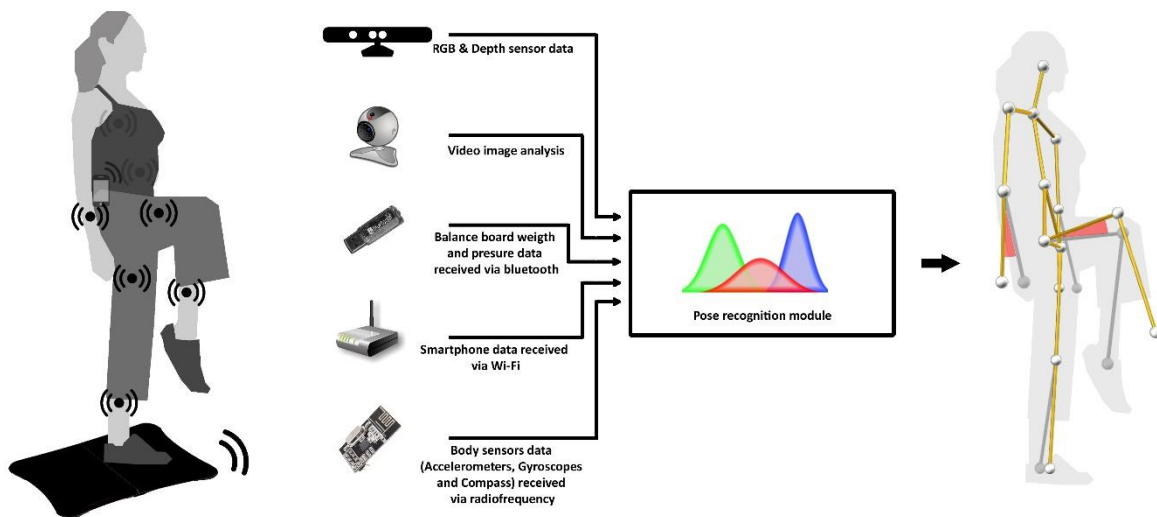 RGB & Depth sensor data
Video image analysis
Balance board weigth
and presure data
received via bluetooth
Smartphone data received
via Wi-Fi
Body sensors data
(Accelerometers, Gyroscopes
and Compass) received
via radiofrequency
Pose recognition module